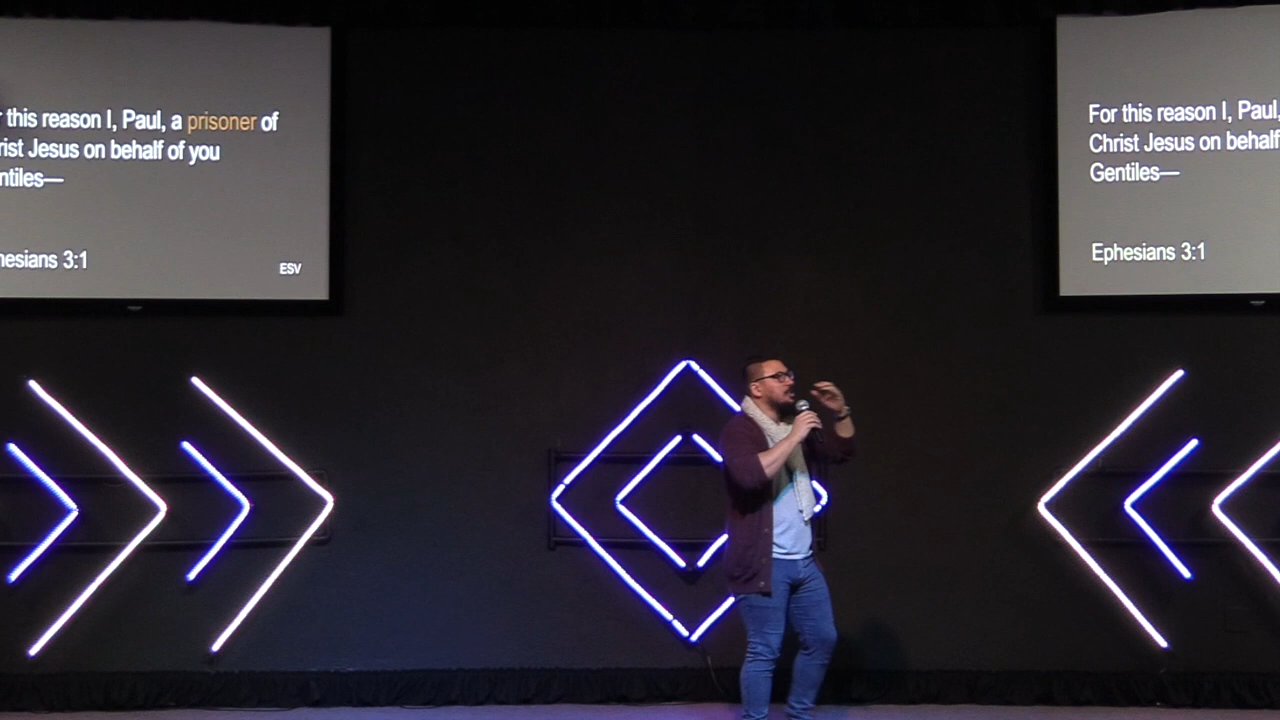 r this reason I, Paul, a prisoner of
rist Jesus on behalf of you
ntiles—
hesians 3:1
ESV
For this reason I, Paul,
Christ Jesus on behalf
Gentiles—
Ephesians 3:1